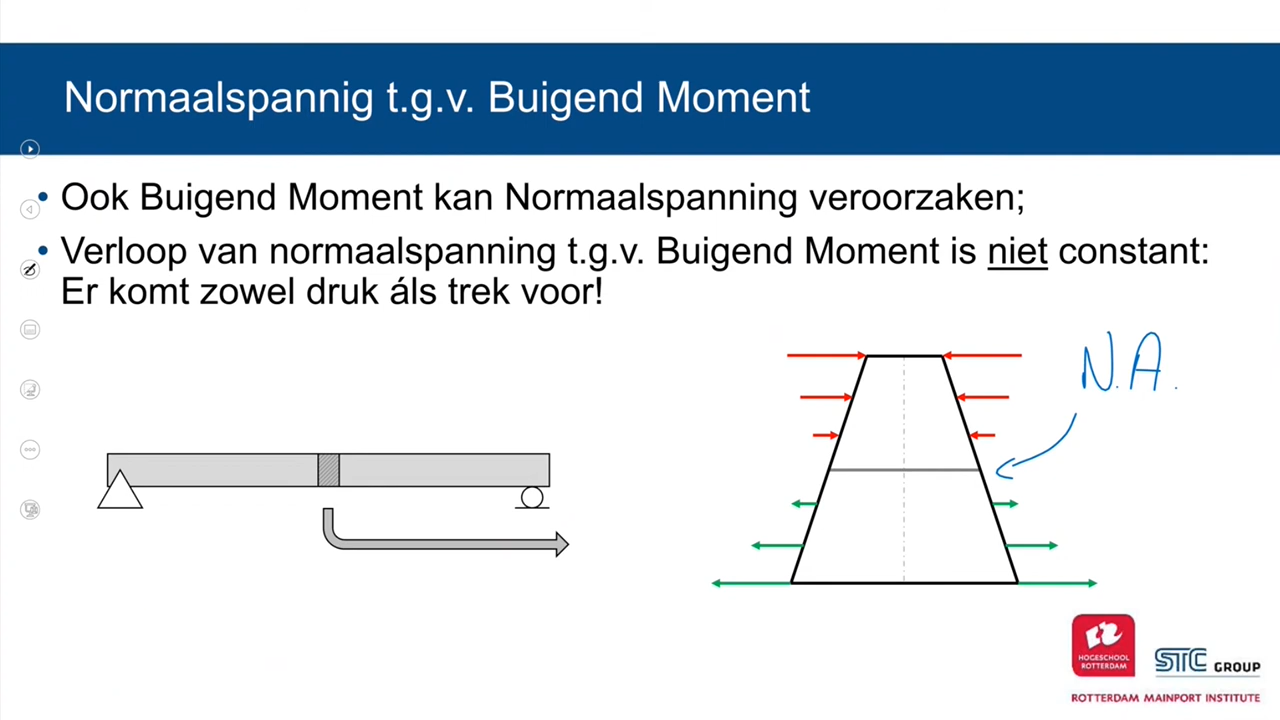 Normaalspannig t.g.v. Buigend Moment
• Ook Buigend Moment kan Normaalspanning veroorzaken;
• Verloop van normaalspanning t.g.v. Buigend Moment is niet constant:
Er komt zowel druk áls trek voor!
N.A.
HOGESCHOOL
ROTTERDAM
STC GROUP
ROTTERDAM MAINPORT INSTITUTE